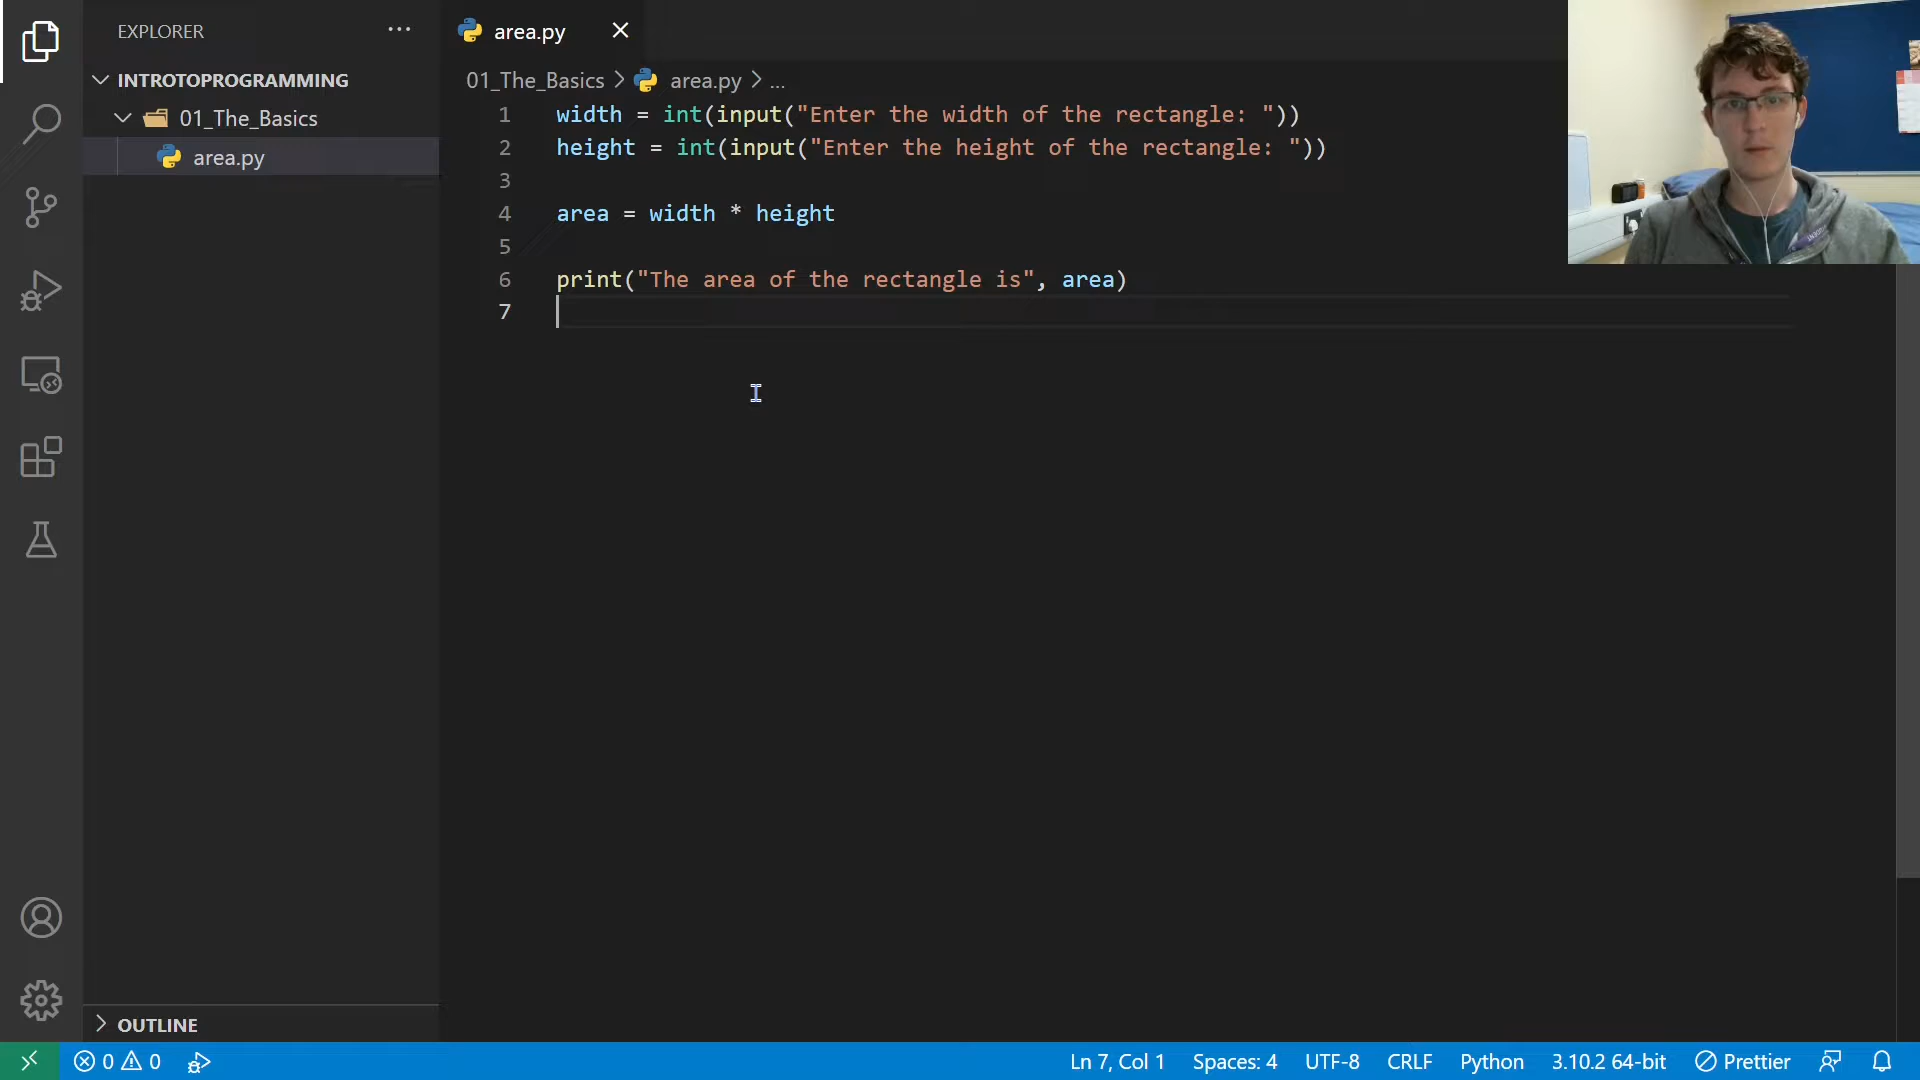 EXPLORER
INTROTOPROGRAMMING
01_The_Basics
area.py
OUTLINE
area.py
01_The_Basics > area.py > ...
1 width = int(input("Enter the width of the rectangle: "))
2 height = int(input("Enter the height of the rectangle: "))
3
4 area = width * height
5
6 print("The area of the rectangle is", area)
7
0 0
Ln 7, Col 1 Spaces: 4 UTF-8 CRLF Python 3.10.2 64-bit Prettier